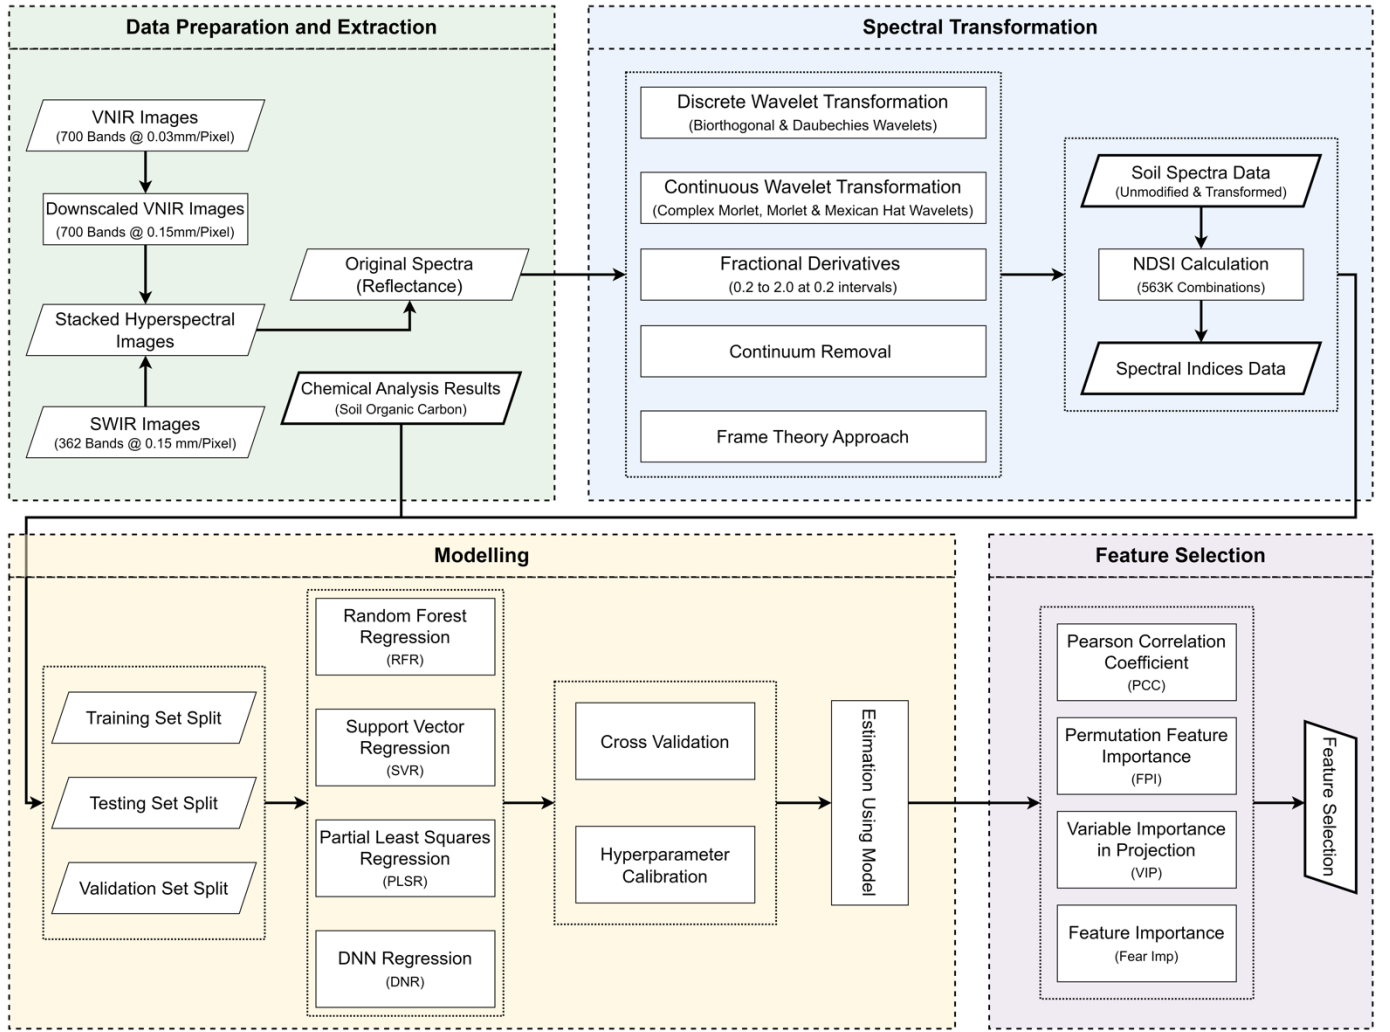 Data Preparation and Extraction
VNIR Images
(700 Bands @ 0.03mm/Pixel)
Downscaled VNIR Images
(700 Bands @ 0.15mm/Pixel)
Stacked Hyperspectral
Images
SWIR Images
(362 Bands @ 0.15 mm/Pixel)
Original Spectra
(Reflectance)
Chemical Analysis Results
(Soil Organic Carbon)
Spectral Transformation
Discrete Wavelet Transformation
(Biorthogonal & Daubechies Wavelets)
Continuous Wavelet Transformation
(Complex Morlet, Morlet & Mexican Hat Wavelets)
Fractional Derivatives
(0.2 to 2.0 at 0.2 intervals)
Continuum Removal
Frame Theory Approach
Soil Spectra Data
(Unmodified & Transformed)
NDSI Calculation
(563K Combinations)
Spectral Indices Data
Modelling
Training Set Split
Testing Set Split
Validation Set Split
Random Forest
Regression
(RFR)
Support Vector
Regression
(SVR)
Partial Least Squares
Regression
(PLSR)
DNN Regression
(DNR)
Cross Validation
Hyperparameter
Calibration
Estimation Using Model
Feature Selection
Pearson Correlation
Coefficient
(PCC)
Permutation Feature
Importance
(FPI)
Variable Importance
in Projection
(VIP)
Feature Importance
(Fear Imp)
Feature Selection